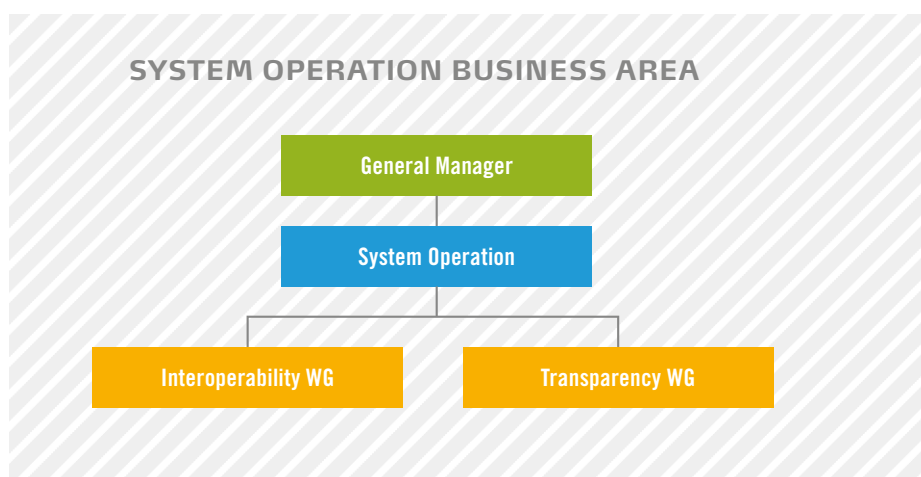 SYSTEM OPERATION BUSINESS AREA
General Manager
System Operation
Interoperability WG
Transparency WG